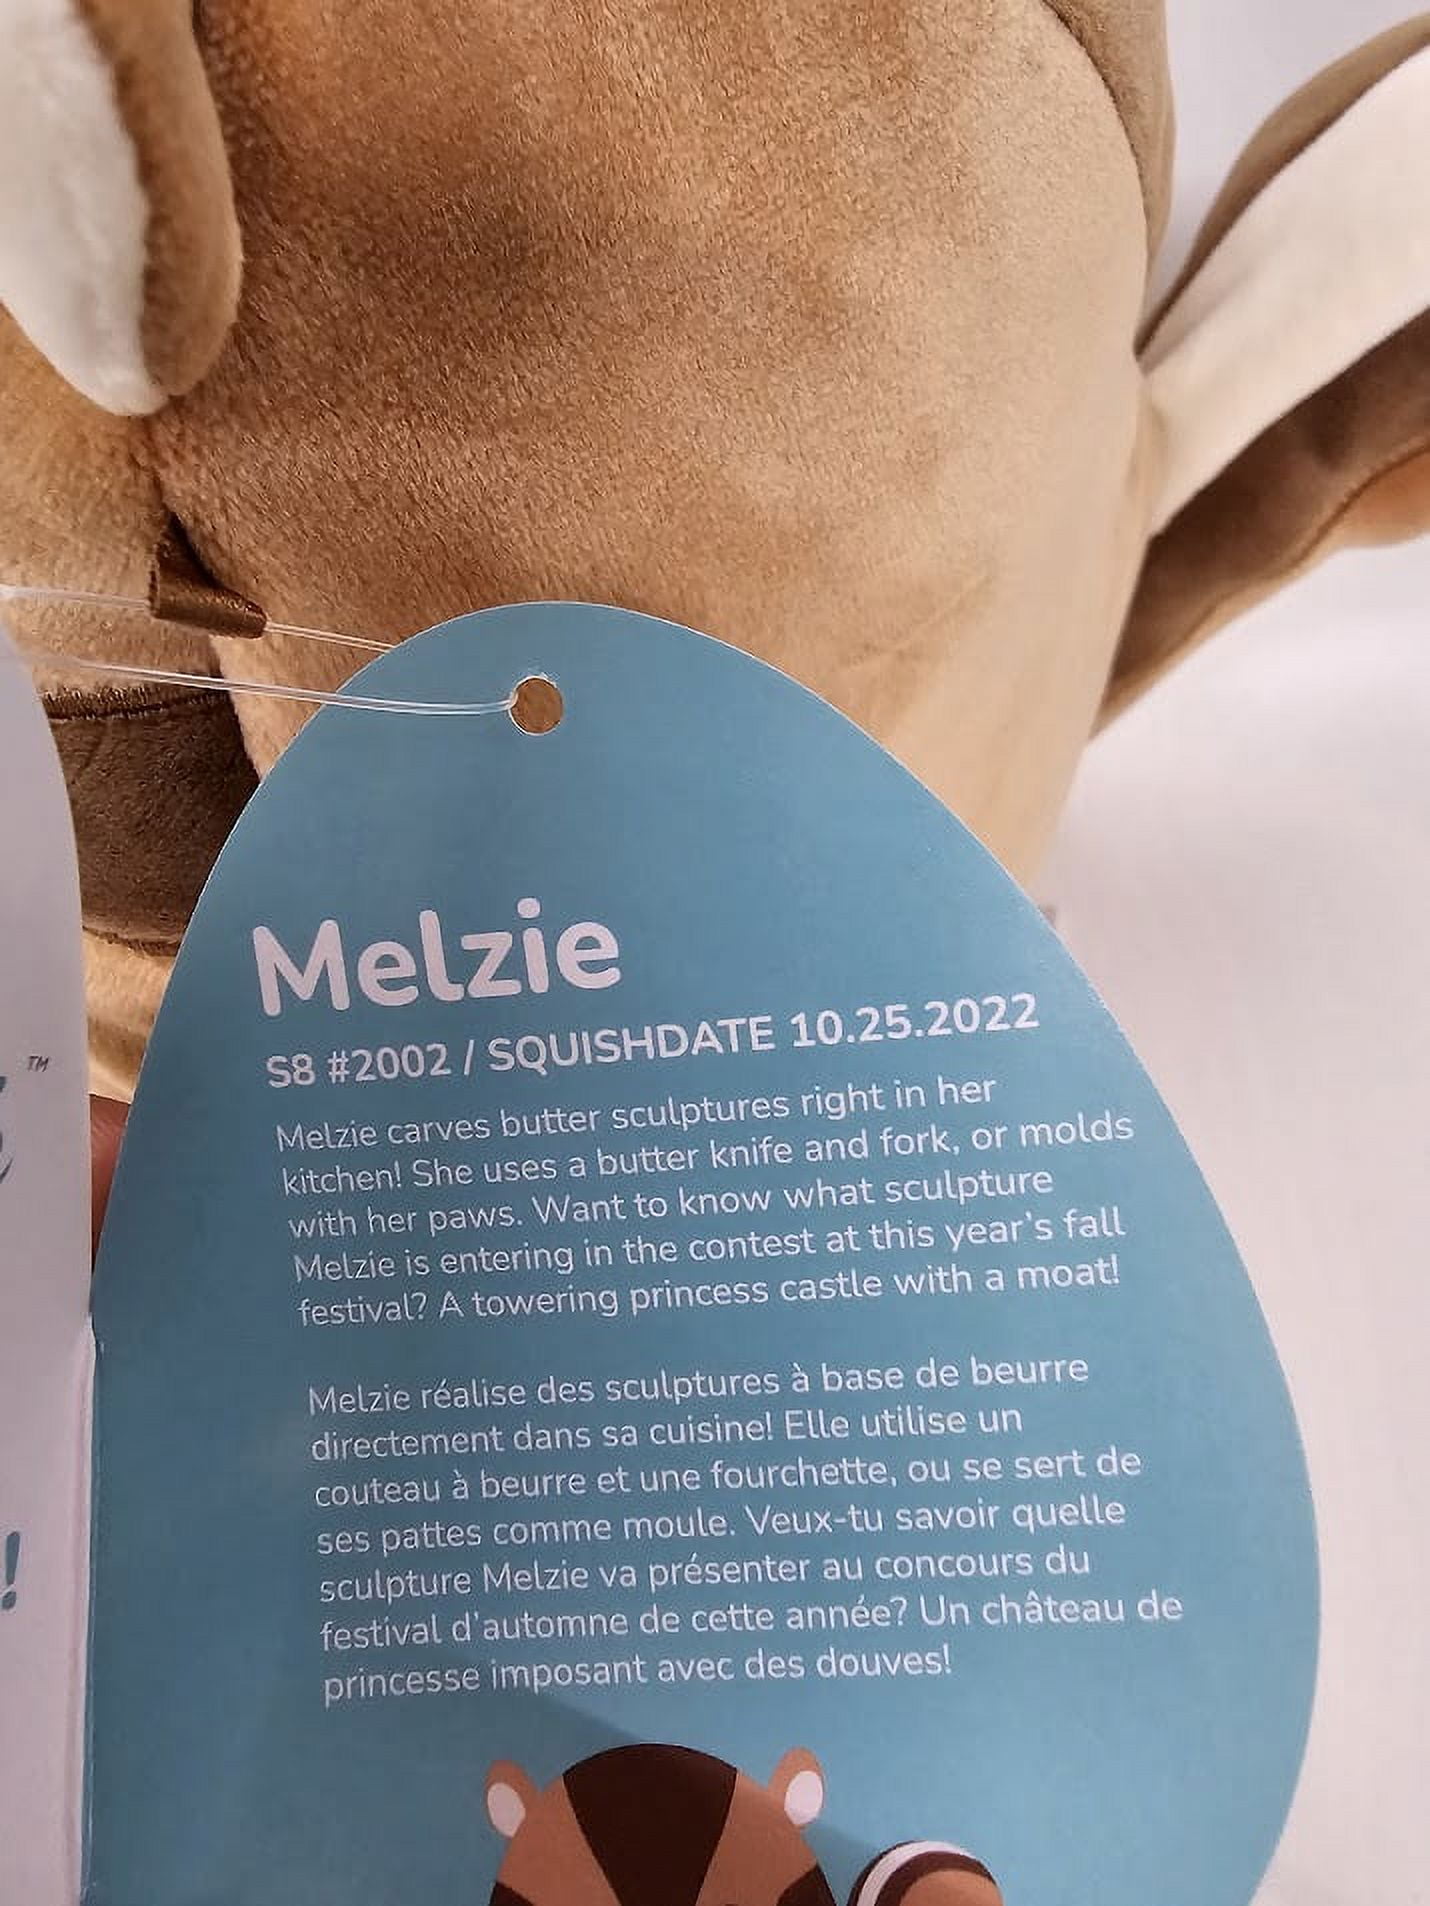 Melzie
S8 #2002 / SQUISHDATE 10.25.2022
Melzie carves butter sculptures right in her
kitchen! She uses a butter knife and fork, or molds
with her paws. Want to know what sculpture
Melzie is entering in the contest at this year's fall
festival? A towering princess castle with a moat!
Melzie réalise des sculptures à base de beurre
directement dans sa cuisine! Elle utilise un
couteau à beurre et une fourchette, ou se sert de
ses pattes comme moule. Veux-tu savoir quelle
sculpture Melzie va présenter au concours du
festival d'automne de cette année? Un château de
princesse imposant avec des douves!
TM
!